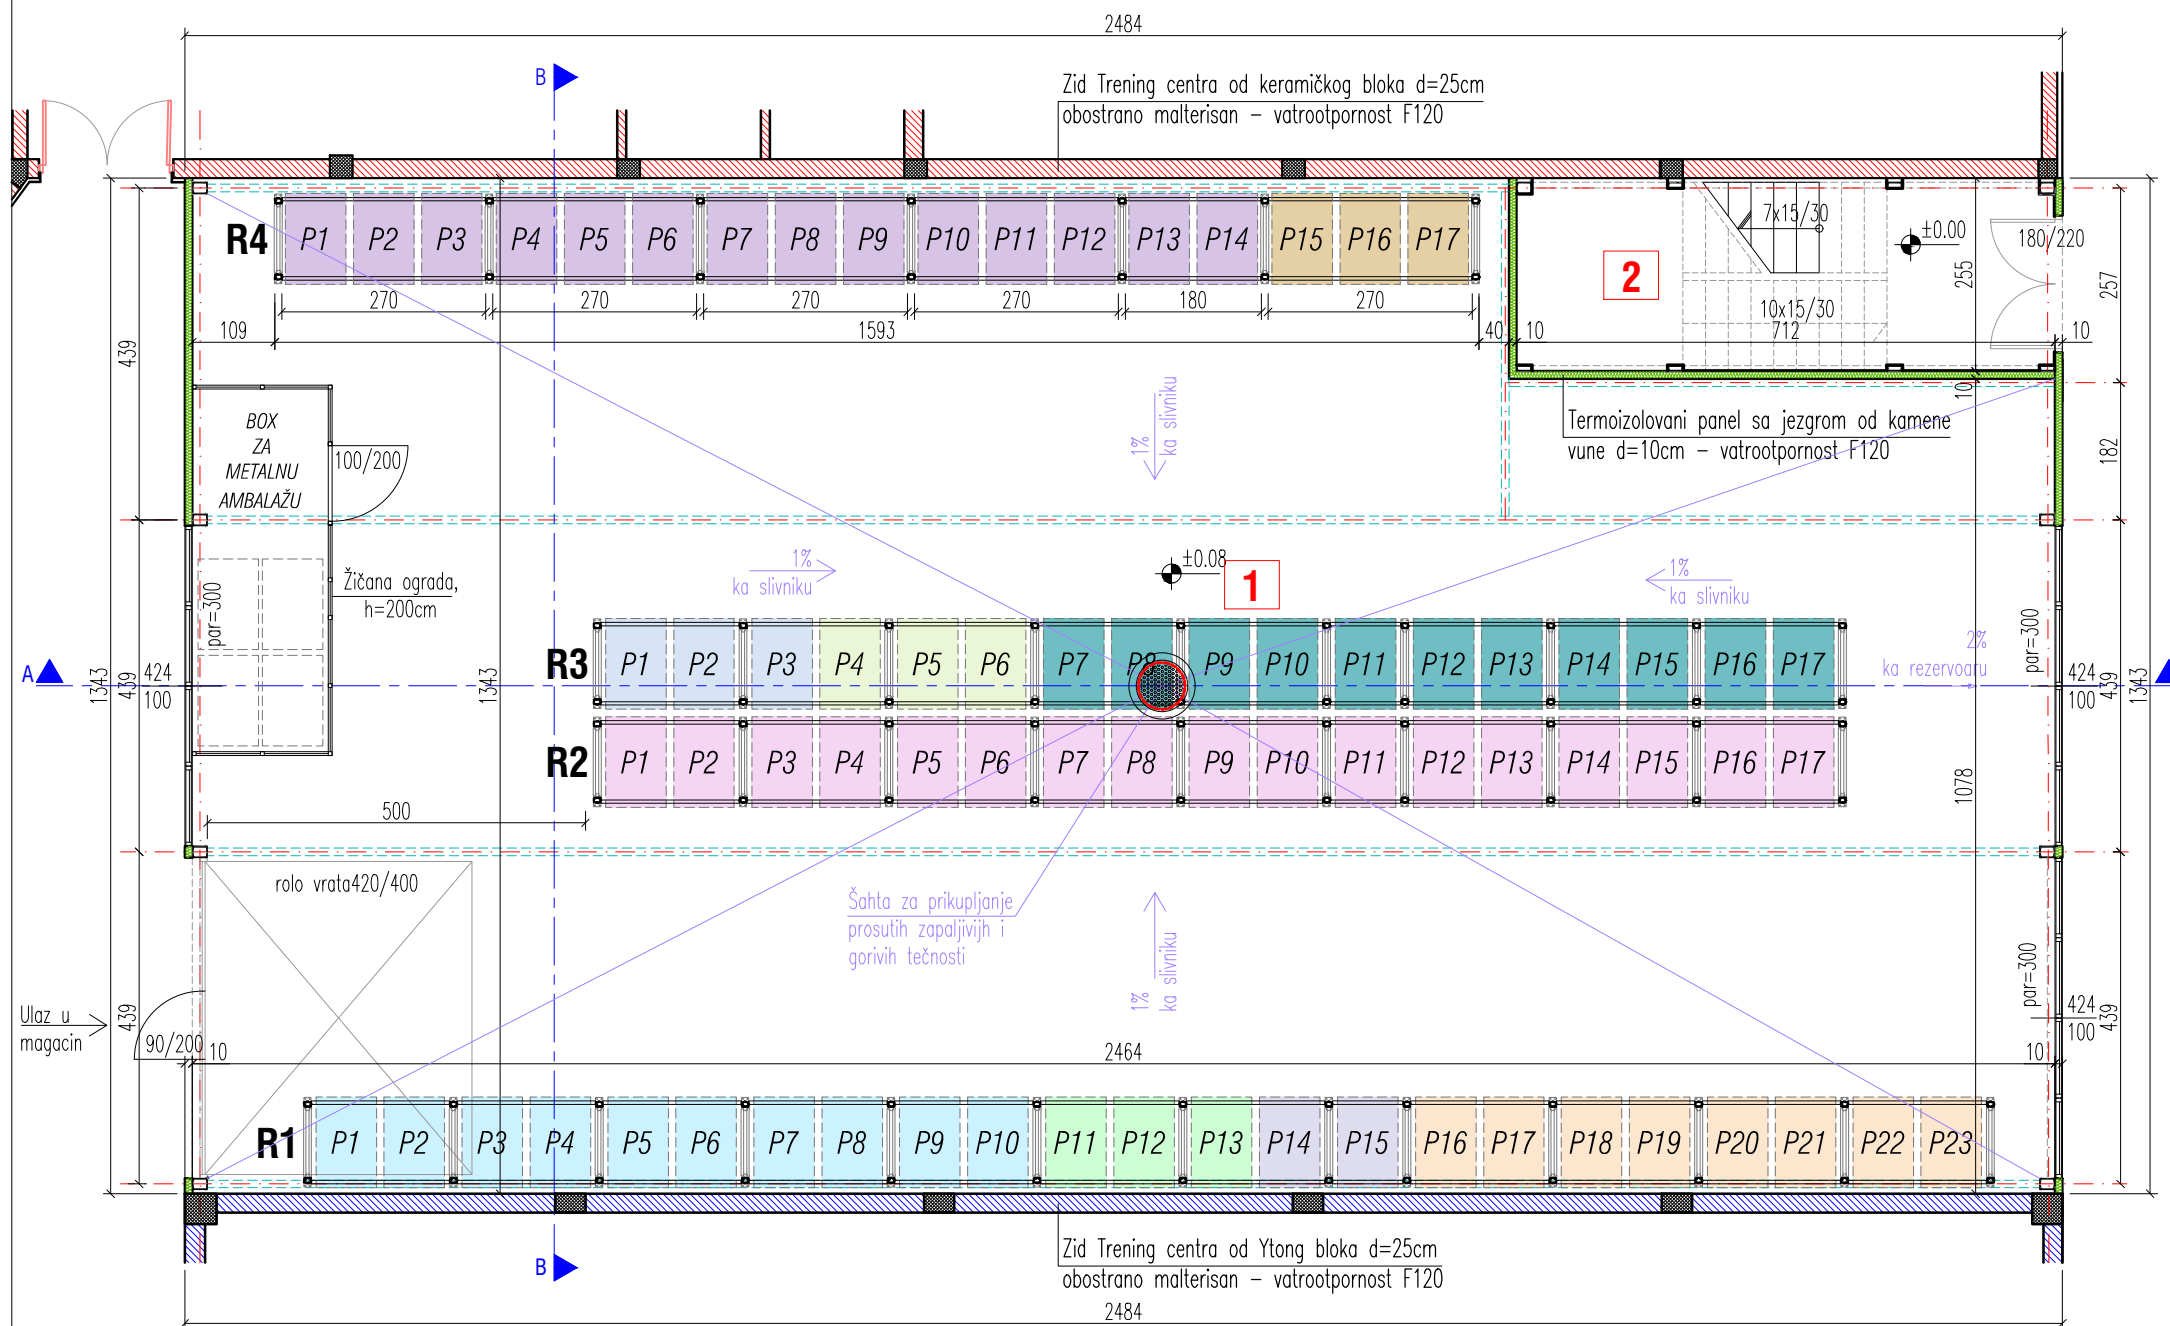 2484
B
Zid Trening centra od keramičkog bloka d=25cm
obostrano malterisan – vatrootpornost F120
R4
P1 P2 P3 P4 P5 P6 P7 P8 P9 P10 P11 P12 P13 P14 P15 P16 P17
270 270 270 270 180 270
109 1593 40 10 712 10
7x15/30
±0.00
180/220
2
10x15/30
255
257
439
BOX
ZA
METALNU
AMBALAŽU
100/200
1%
ka slivniku
10
Termoizolovani panel sa jezgrom od kamene
vune d=10cm – vatrootpornost F120
182
1%
ka slivniku
±0.08
1
1%
ka slivniku
Žičana ograda,
h=200cm
par=300
par=300
2%
ka rezervoaru
R3
P1 P2 P3 P4 P5 P6 P7 P8 P9 P10 P11 P12 P13 P14 P15 P16 P17
A
1343
439
424
100
1343
424
100
439
1343
R2
P1 P2 P3 P4 P5 P6 P7 P8 P9 P10 P11 P12 P13 P14 P15 P16 P17
1078
500
rolo vrata420/400
Šahta za prikupljanje
prosutih zapaljivijh i
gorivih tečnosti
1%
ka slivniku
par=300
424
100
439
Ulaz u
magacin
439
90/200
10
2464
10
R1
P1 P2 P3 P4 P5 P6 P7 P8 P9 P10 P11 P12 P13 P14 P15 P16 P17 P18 P19 P20 P21 P22 P23
Zid Trening centra od Ytong bloka d=25cm
obostrano malterisan – vatrootpornost F120
B
2484